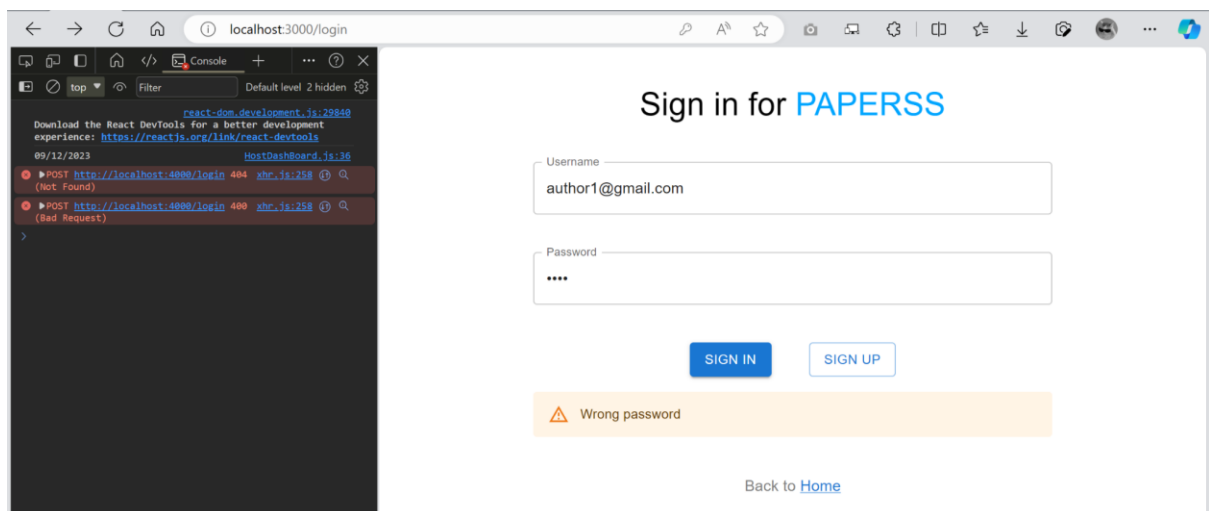 localhost:3000/login
Console
top
Filter
Default level 2 hidden
react-dom.development.js:29840
Download the React DevTools for a better development
experience: https://reactjs.org/link/react-devtools
09/12/2023 HostDashBoard.js:36
POST http://localhost:4000/login 404 xhr.js:258
(Not Found)
POST http://localhost:4000/login 400 xhr.js:258
(Bad Request)
Sign in for PAPERSS
Username
author1@gmail.com
Password
••••
SIGN IN
SIGN UP
Wrong password
Back to Home